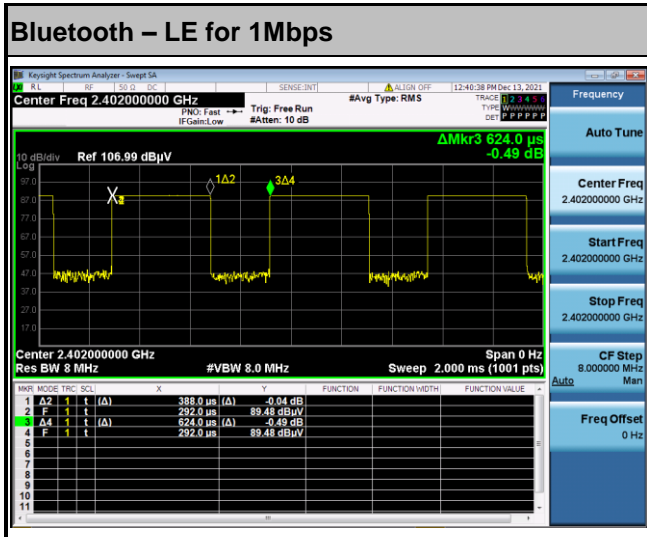 Bluetooth – LE for 1Mbps
Keysight Spectrum Analyzer - Swept SA
RL RF 50 Ω DC SENSE:INT ALIGN OFF 12:40:38 PM Dec 13, 2021
Center Freq 2.402000000 GHz
PNO: Fast
IFGain:Low
Trig: Free Run
#Atten: 10 dB
#Avg Type: RMS
TRACE 1 2 3 4 5 6
TYPE WWWWWW
DET P P P P P P
Frequency
Auto Tune
Center Freq
2.402000000 GHz
Start Freq
2.402000000 GHz
Stop Freq
2.402000000 GHz
CF Step
8.000000 MHz
Auto Man
Freq Offset
0 Hz
ΔMkr3 624.0 µs
-0.49 dB
10 dB/div Ref 106.99 dBµV
Log
97.0
87.0
77.0
67.0
57.0
47.0
37.0
27.0
17.0
1Δ2
3Δ4
Center 2.402000000 GHz Span 0 Hz
Res BW 8 MHz #VBW 8.0 MHz Sweep 2.000 ms (1001 pts)
MKR MODE TRC SCL X Y FUNCTION FUNCTION WIDTH FUNCTION VALUE
1 Δ2 1 t (Δ) 388.0 µs (Δ) -0.04 dB
2 F 1 t 292.0 µs 89.48 dBµV
3 Δ4 1 t (Δ) 624.0 µs (Δ) -0.49 dB
4 F 1 t 292.0 µs 89.48 dBµV
5
6
7
8
9
10
11